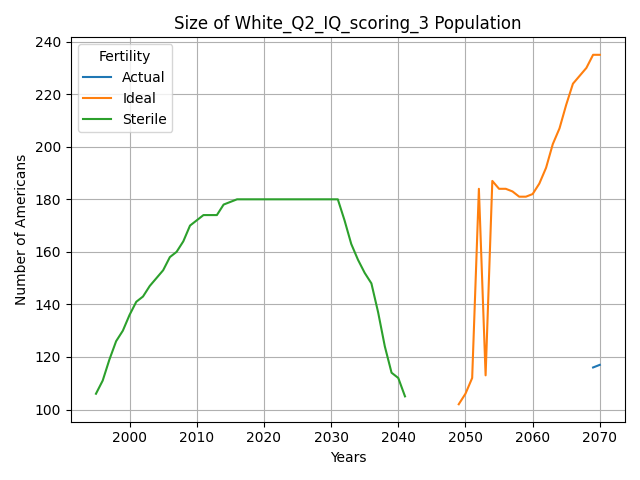 Size of White_Q2_IQ_scoring_3 Population
Fertility
Actual
Ideal
Sterile
Number of Americans
240
220
200
180
160
140
120
100
2000 2010 2020 2030 2040 2050 2060 2070
Years